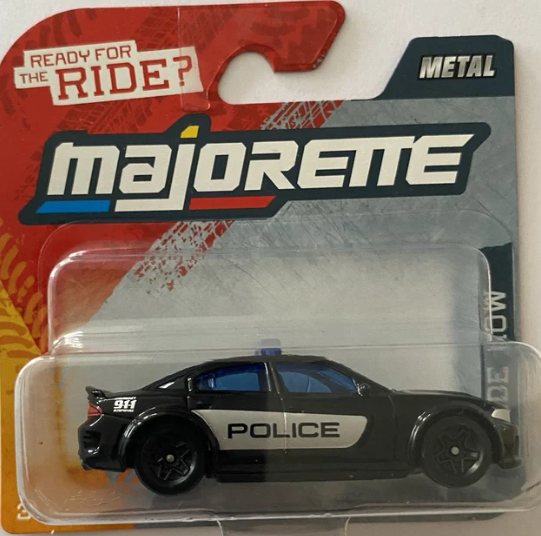 READY FOR
THE RIDE?
METAL
majorette
911
POLICE